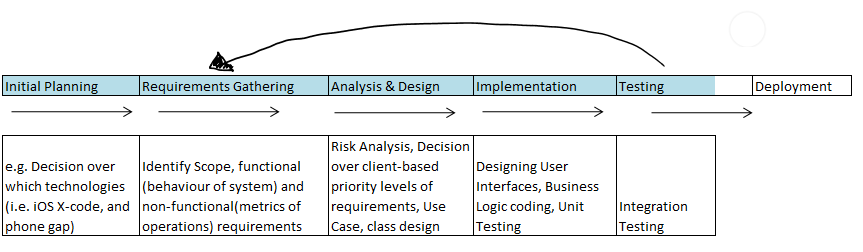 Initial Planning
Requirements Gathering
Analysis & Design
Implementation
Testing
Deployment
e.g. Decision over
which technologies
(i.e. iOS X-code, and
phone gap)
Identify Scope, functional
(behaviour of system) and
non-functional(metrics of
operations) requirements
Risk Analysis, Decision
over client-based
priority levels of
requirements, Use
Case, class design
Designing User
Interfaces, Business
Logic coding, Unit
Testing
Integration
Testing